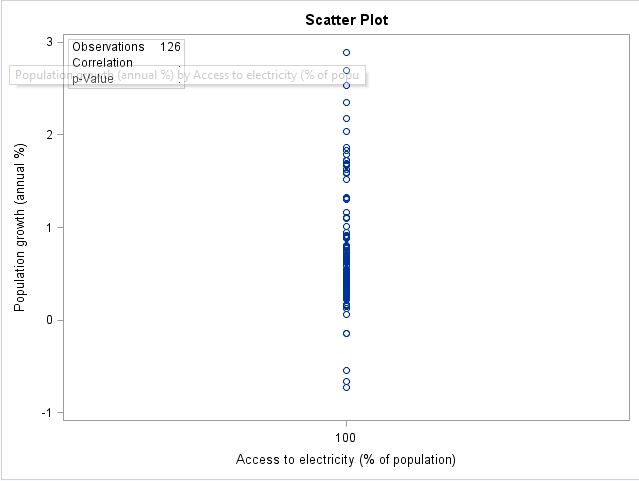 Scatter Plot
Observations 126
Correlation .
Population growth (annual %) by Access to electricity (% of popu
p-Value .
3
2
1
0
-1
Population growth (annual %)
100
Access to electricity (% of population)